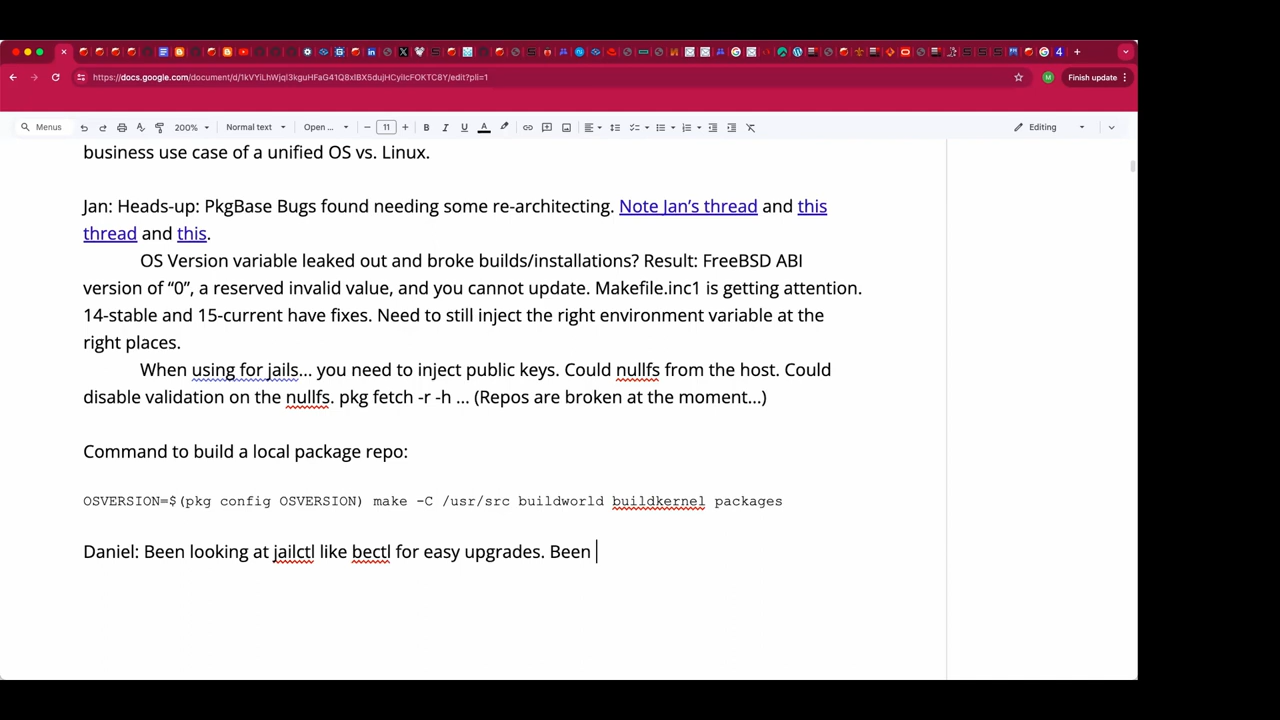 https://docs.google.com/document/d/1kVYiLhWjqI3kguHFaG41Q8xIBX5dujHCyiIcFOKTC8Y/edit?pli=1
M
Finish update
Menus
200%
Normal text
Open ...
11
Editing
business use case of a unified OS vs. Linux.
Jan: Heads-up: PkgBase Bugs found needing some re-architecting. Note Jan’s thread and this
thread and this.
OS Version variable leaked out and broke builds/installations? Result: FreeBSD ABI
version of “0”, a reserved invalid value, and you cannot update. Makefile.inc1 is getting attention.
14-stable and 15-current have fixes. Need to still inject the right environment variable at the
right places.
When using for jails... you need to inject public keys. Could nullfs from the host. Could
disable validation on the nullfs. pkg fetch -r -h ... (Repos are broken at the moment...)
Command to build a local package repo:
OSVERSION=$(pkg config OSVERSION) make -C /usr/src buildworld buildkernel packages
Daniel: Been looking at jailctl like bectl for easy upgrades. Been